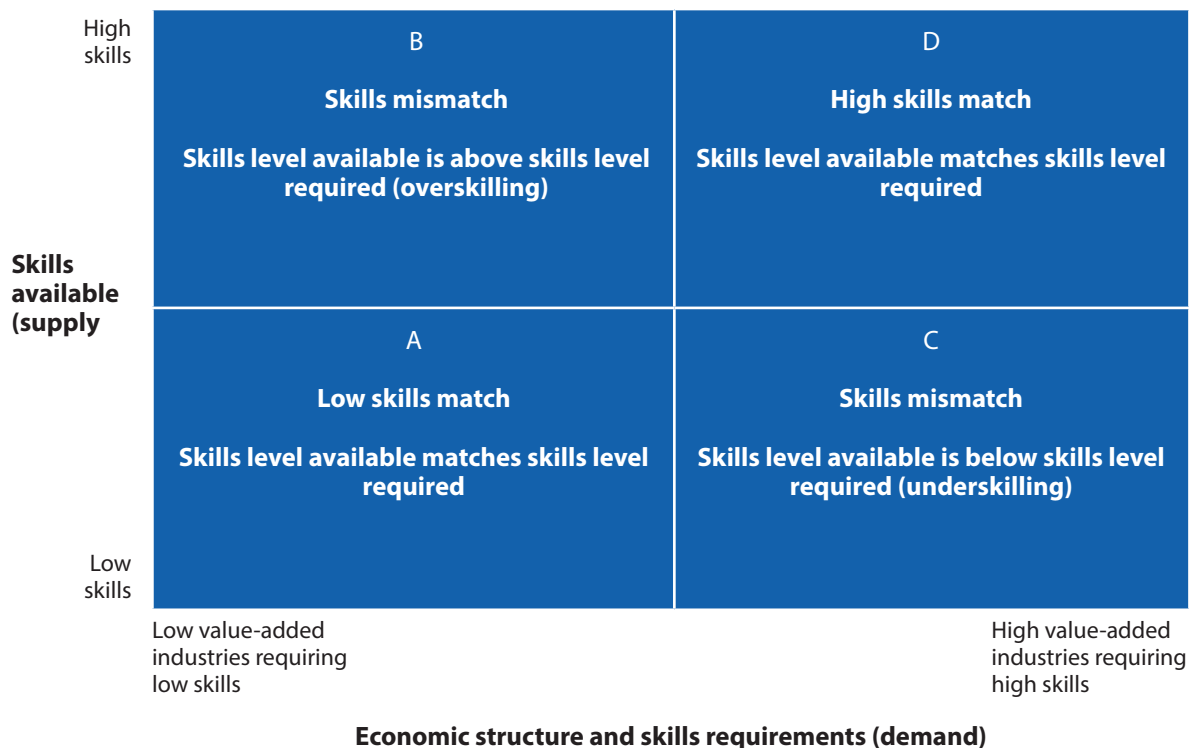 High
skills
B
Skills mismatch
Skills level available is above skills level
required (overskilling)
D
High skills match
Skills level available matches skills level
required
Skills
available
(supply
A
Low skills match
Skills level available matches skills level
required
C
Skills mismatch
Skills level available is below skills level
required (underskilling)
Low
skills
Low value-added
industries requiring
low skills
High value-added
industries requiring
high skills
Economic structure and skills requirements (demand)